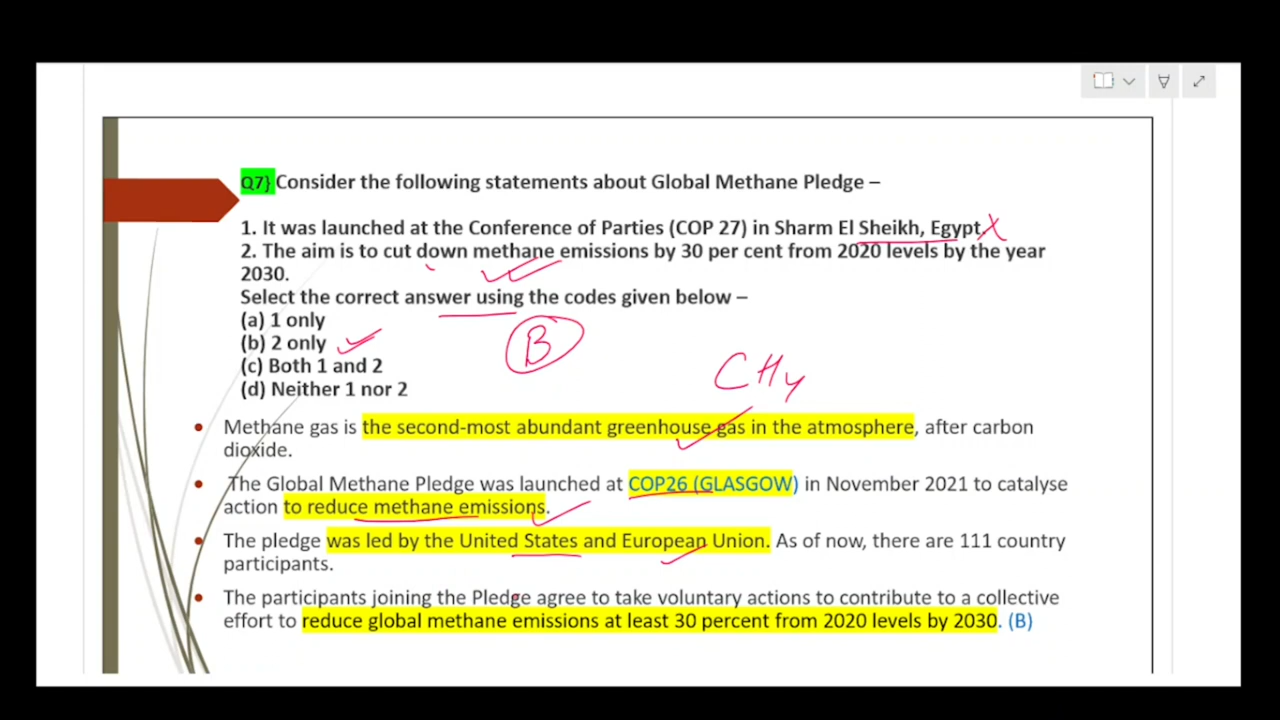 Q7} Consider the following statements about Global Methane Pledge –
1. It was launched at the Conference of Parties (COP 27) in Sharm El Sheikh, Egypt. X
2. The aim is to cut down methane emissions by 30 per cent from 2020 levels by the year
2030.
Select the correct answer using the codes given below –
(a) 1 only
(b) 2 only
B
(c) Both 1 and 2
CH4
(d) Neither 1 nor 2
• Methane gas is the second-most abundant greenhouse gas in the atmosphere, after carbon
dioxide.
• The Global Methane Pledge was launched at COP26 (GLASGOW) in November 2021 to catalyse
action to reduce methane emissions.
• The pledge was led by the United States and European Union. As of now, there are 111 country
participants.
• The participants joining the Pledge agree to take voluntary actions to contribute to a collective
effort to reduce global methane emissions at least 30 percent from 2020 levels by 2030. (B)